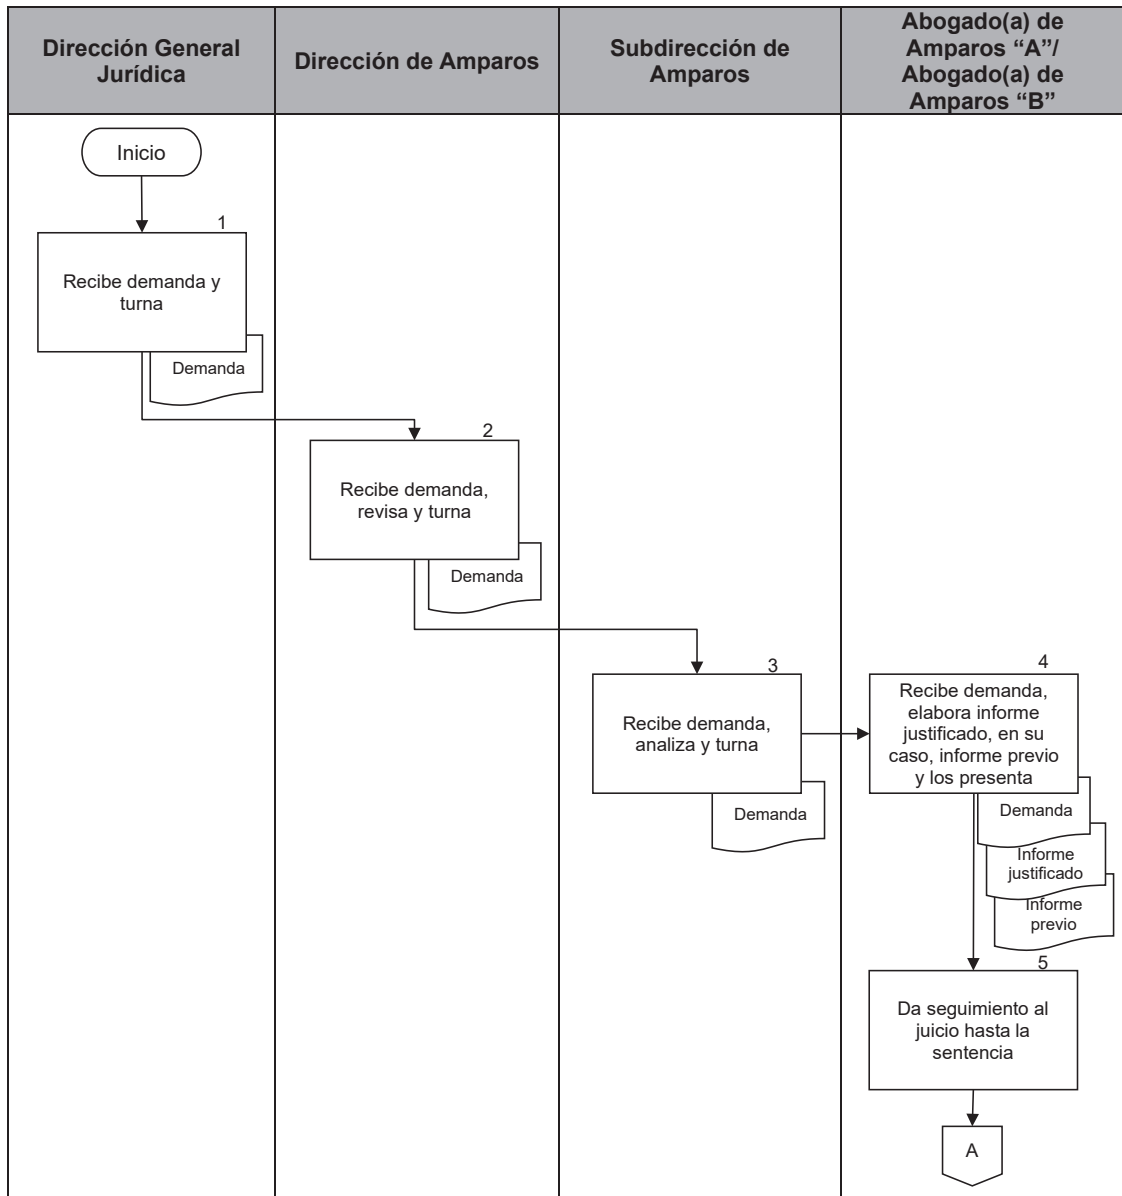 Dirección General
Jurídica
Dirección de Amparos
Subdirección de
Amparos
Abogado(a) de
Amparos “A”/
Abogado(a) de
Amparos “B”
Inicio
1
Recibe demanda y
turna
Demanda
2
Recibe demanda,
revisa y turna
Demanda
3
Recibe demanda,
analiza y turna
Demanda
4
Recibe demanda,
elabora informe
justificado, en su
caso, informe previo
y los presenta
Demanda
Informe
justificado
Informe
previo
5
Da seguimiento al
juicio hasta la
sentencia
A